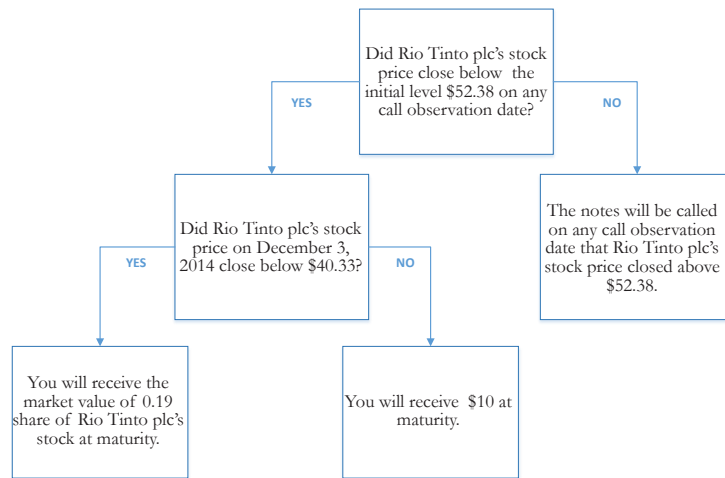 Did Rio Tinto plc's stock
price close below the
initial level $52.38 on any
call observation date?
YES
NO
Did Rio Tinto plc's stock
price on December 3,
2014 close below $40.33?
The notes will be called
on any call observation
date that Rio Tinto plc's
stock price closed above
$52.38.
YES
NO
You will receive the
market value of 0.19
share of Rio Tinto plc's
stock at maturity.
You will receive $10 at
maturity.